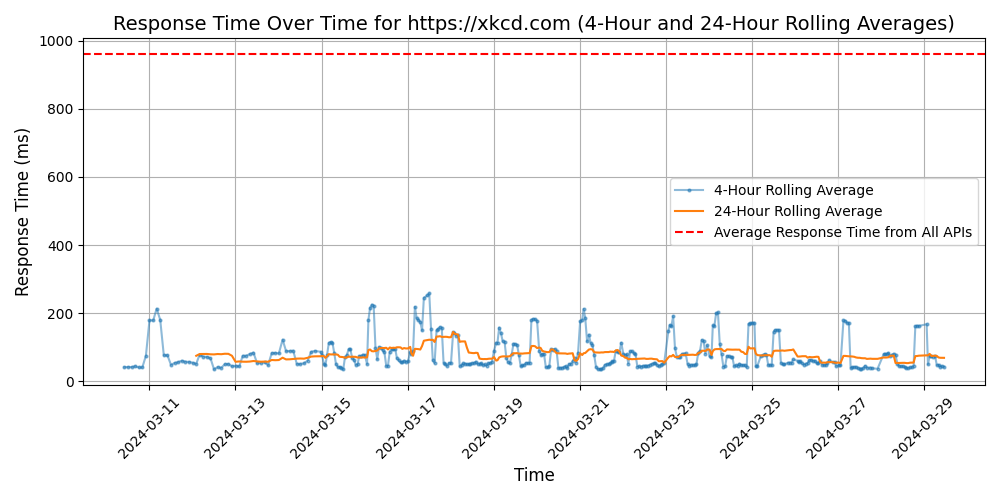 Response Time Over Time for https://xkcd.com (4-Hour and 24-Hour Rolling Averages)
1000
800
600
400
200
0
Response Time (ms)
4-Hour Rolling Average
24-Hour Rolling Average
Average Response Time from All APIs
2024-03-11
2024-03-13
2024-03-15
2024-03-17
2024-03-19
2024-03-21
2024-03-23
2024-03-25
2024-03-27
2024-03-29
Time